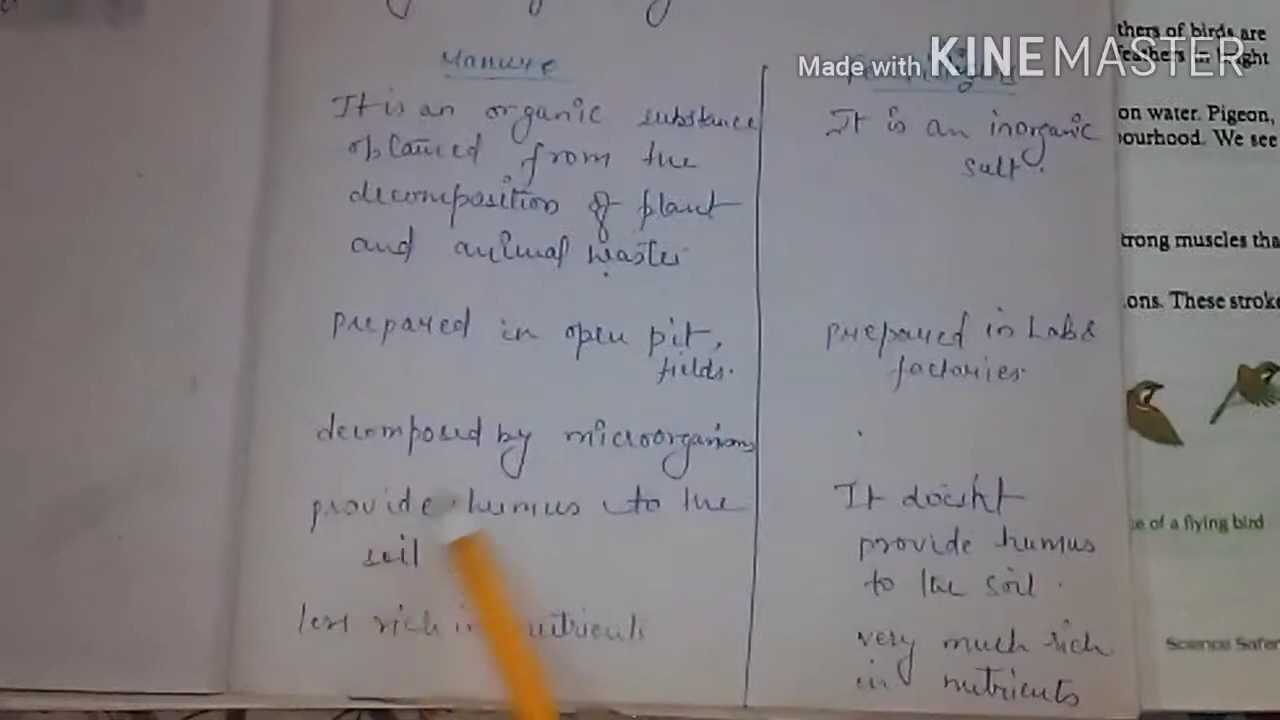 Manure
It is an organic substance
obtained from the
decomposition of plant
and animal waste.
prepared in open pit,
fields.
decomposed by microorganisms
provide humus to the
soil
less rich in nutrients
It is an inorganic
salt.
prepared in Labs
factories.
It doesn't
provide humus
to the soil.
very much rich
in nutrients
Made with KINEMASTER
thers of birds are
feathers in bright
on water. Pigeon,
ourhood. We see
trong muscles tha
ons. These stroke
e of a flying bird
Science Safar